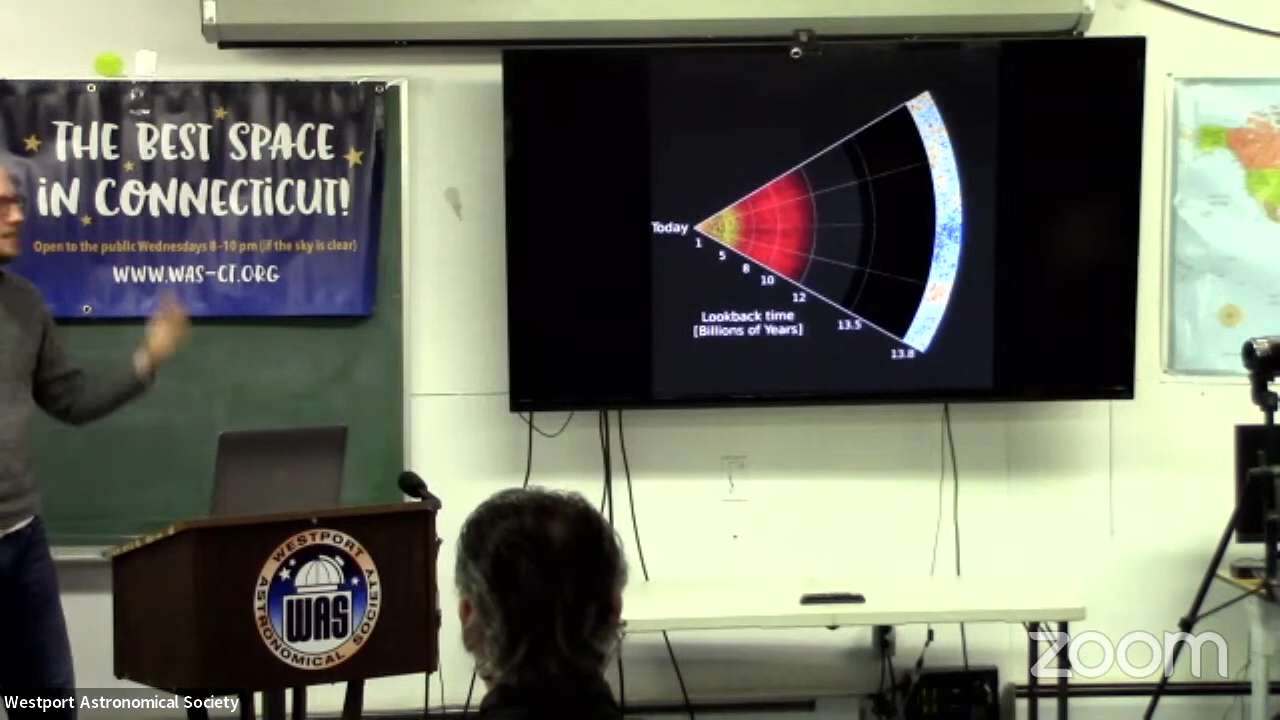 THE BEST SPACE
IN CONNECTICUT!
Open to the public Wednesdays 8-10 pm (if the sky is clear)
WWW.WAS-CT.ORG
Today
1
5
8
10
12
13.5
13.8
Lookback time
[Billions of Years]
WESTPORT
ASTRONOMICAL SOCIETY
WAS
zoom
Westport Astronomical Society